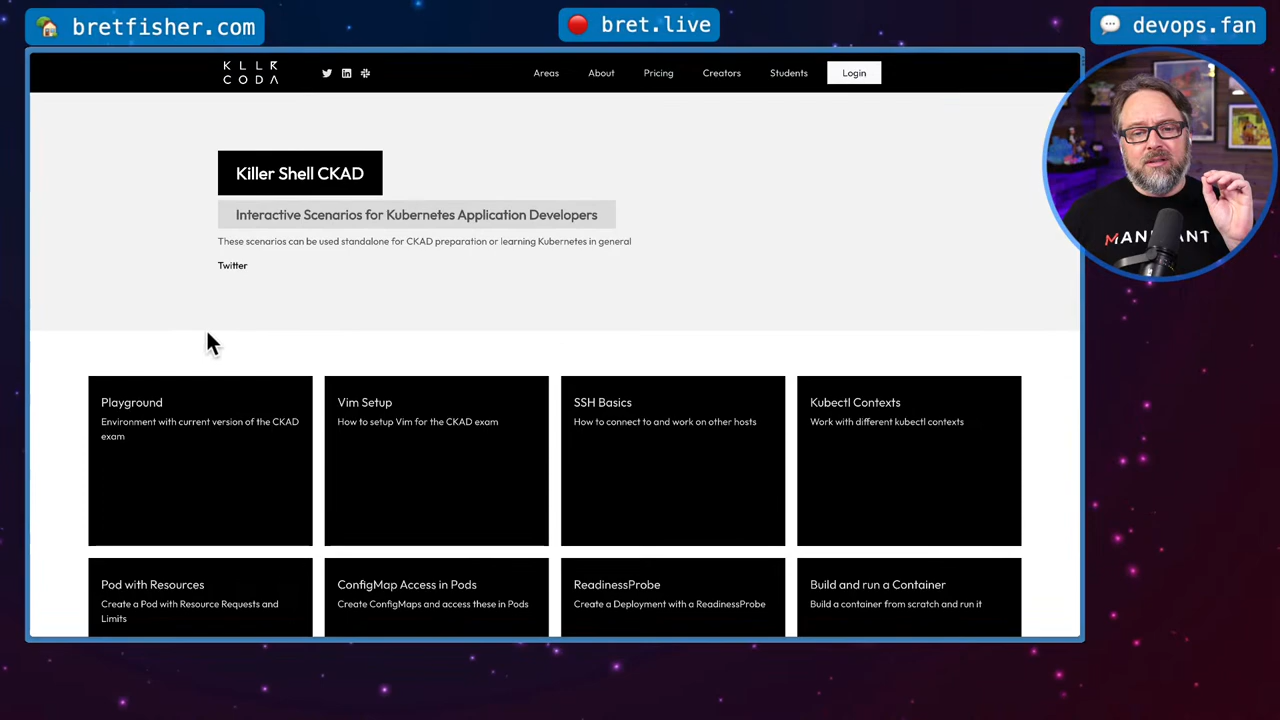 bretfisher.com
bret.live
devops.fan
KLLR
CODA
Areas
About
Pricing
Creators
Students
Login
Killer Shell CKAD
Interactive Scenarios for Kubernetes Application Developers
These scenarios can be used standalone for CKAD preparation or learning Kubernetes in general
Twitter
Playground
Environment with current version of the CKAD
exam
Vim Setup
How to setup Vim for the CKAD exam
SSH Basics
How to connect to and work on other hosts
Kubectl Contexts
Work with different kubectl contexts
Pod with Resources
Create a Pod with Resource Requests and
Limits
ConfigMap Access in Pods
Create ConfigMaps and access these in Pods
ReadinessProbe
Create a Deployment with a ReadinessProbe
Build and run a Container
Build a container from scratch and run it